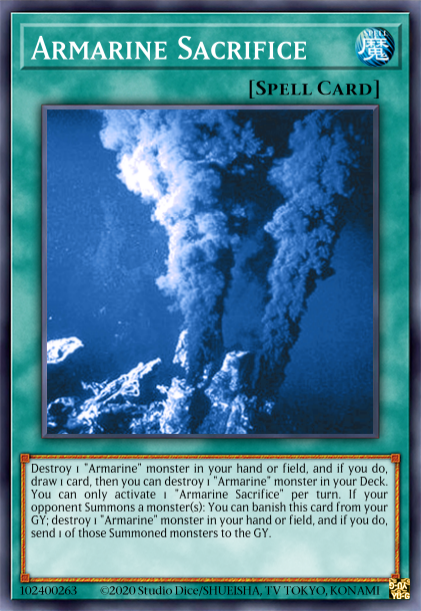 Armarine Sacrifice
SPELL
魔
[Spell Card]
Destroy 1 "Armarine" monster in your hand or field, and if you do,
draw 1 card, then you can destroy 1 "Armarine" monster in your Deck.
You can only activate 1 "Armarine Sacrifice" per turn. If your
opponent Summons a monster(s): You can banish this card from your
GY; destroy 1 "Armarine" monster in your hand or field, and if you do,
send 1 of those Summoned monsters to the GY.
102400263 ©2020 Studio Dice/SHUEISHA, TV TOKYO, KONAMI